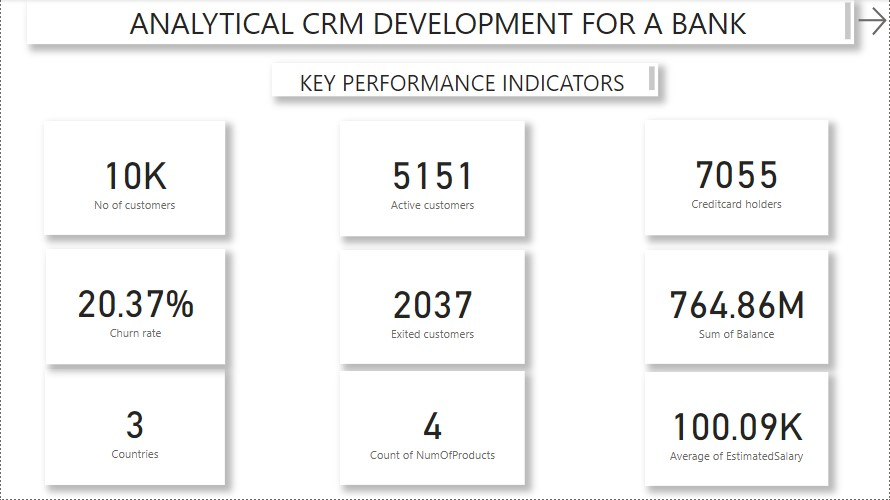 ANALYTICAL CRM DEVELOPMENT FOR A BANK
KEY PERFORMANCE INDICATORS
10K
No of customers
5151
Active customers
7055
Creditcard holders
20.37%
Churn rate
2037
Exited customers
764.86M
Sum of Balance
3
Countries
4
Count of NumOfProducts
100.09K
Average of EstimatedSalary